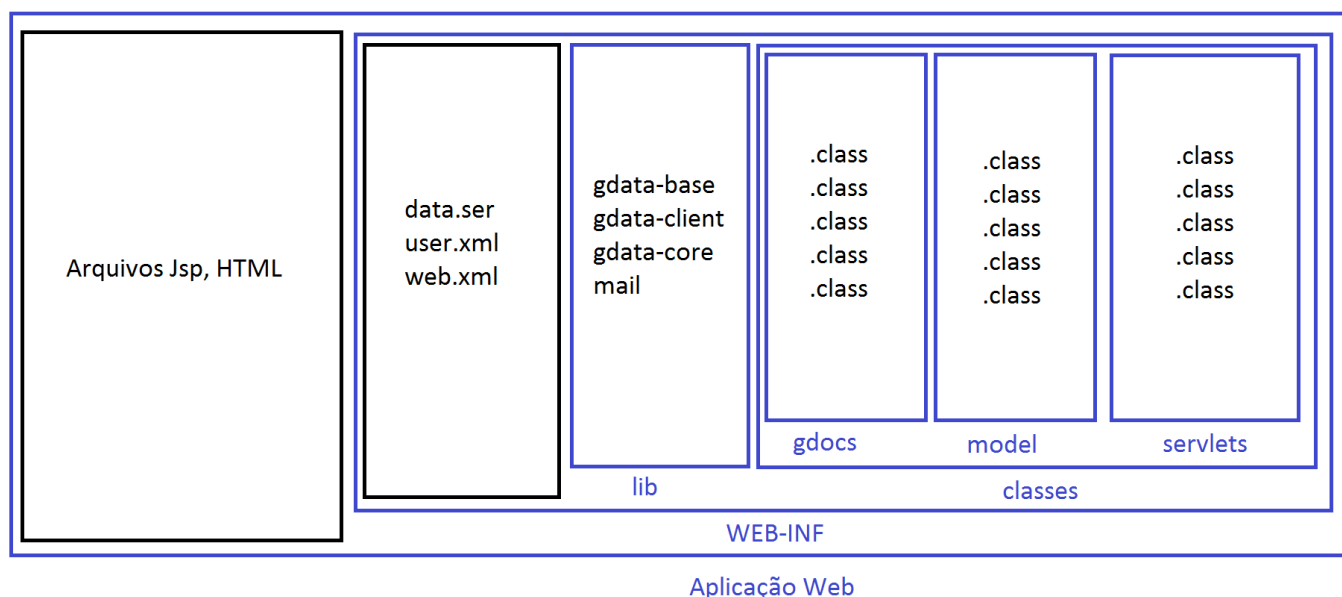 Arquivos Jsp, HTML
data.ser
user.xml
web.xml
gdata-base
gdata-client
gdata-core
mail
lib
.class
.class
.class
.class
.class
gdocs
.class
.class
.class
.class
.class
model
.class
.class
.class
.class
.class
servlets
classes
WEB-INF
Aplicação Web